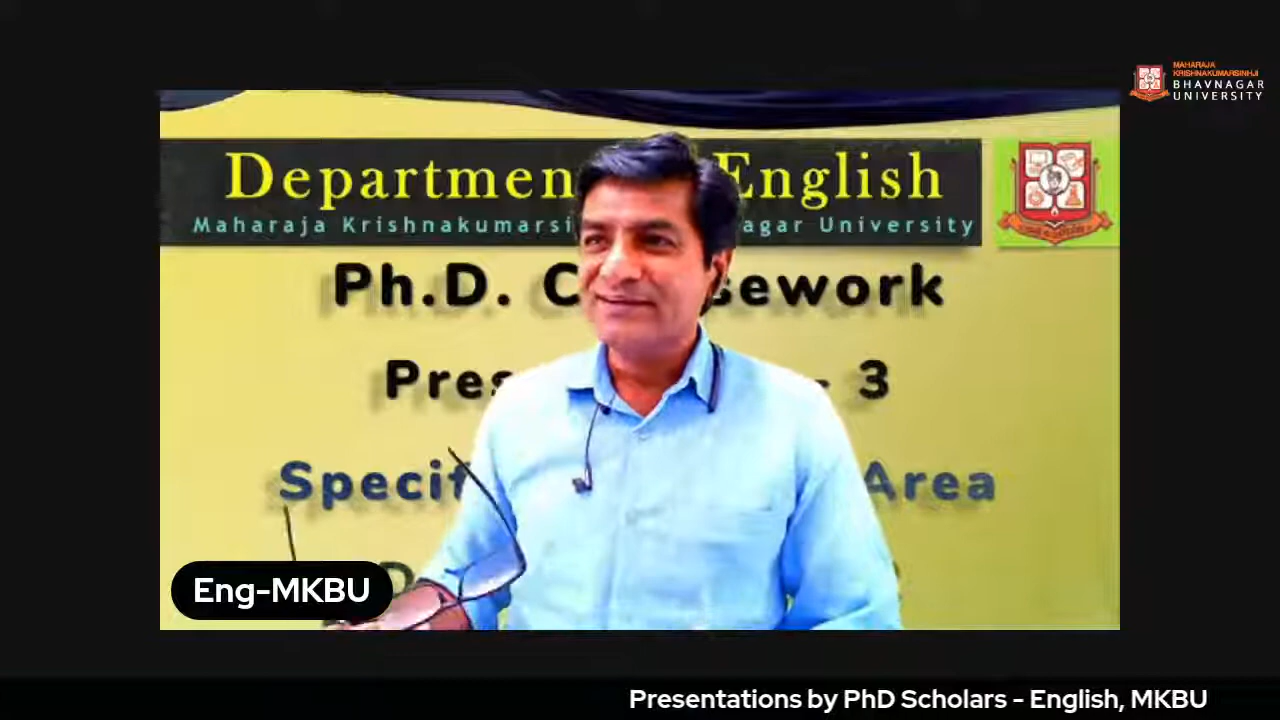 MAHARAJA
KRISHNAKUMARSINHJI
BHAVNAGAR
UNIVERSITY
Departmen English
Maharaja Krishnakumarsi agar University
Ph.D. C sework
Pres - 3
Specif Area
Eng-MKBU
Presentations by PhD Scholars - English, MKBU